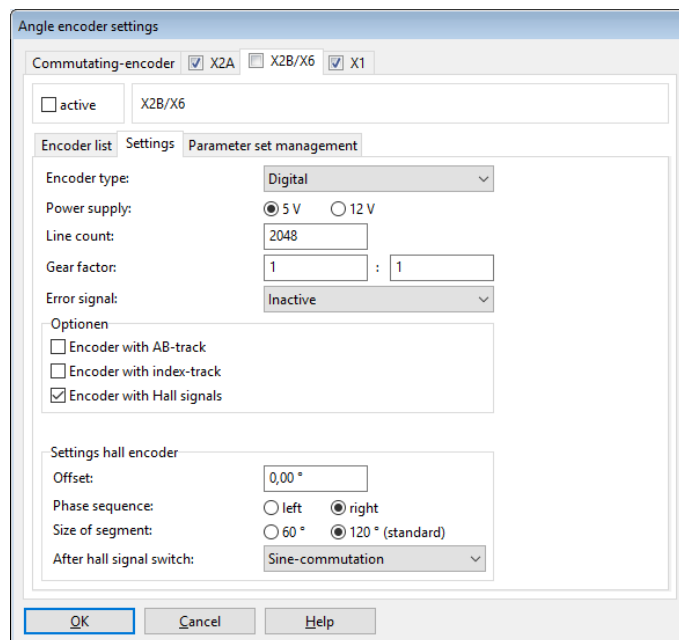 Angle encoder settings
Commutating-encoder X2A X2B/X6 X1
active X2B/X6
Encoder list Settings Parameter set management
Encoder type: Digital
Power supply: 5 V 12 V
Line count: 2048
Gear factor: 1 : 1
Error signal: Inactive
Optionen
Encoder with AB-track
Encoder with index-track
Encoder with Hall signals
Settings hall encoder
Offset: 0,00 °
Phase sequence: left right
Size of segment: 60 ° 120 ° (standard)
After hall signal switch: Sine-commutation
OK Cancel Help